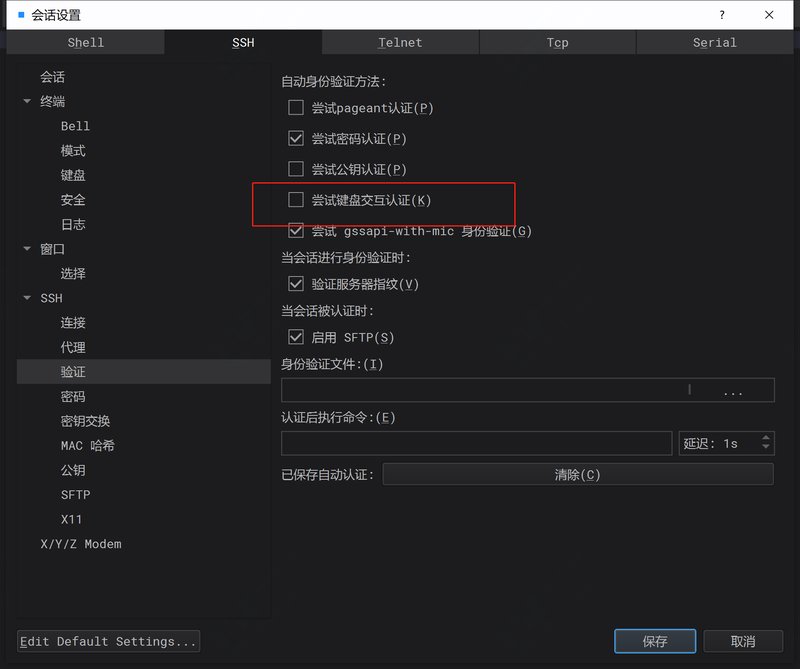 会话设置
?
Shell
SSH
Telnet
Tcp
Serial
会话
终端
Bell
模式
键盘
安全
日志
窗口
选择
SSH
连接
代理
验证
密码
密钥交换
MAC 哈希
公钥
SFTP
X11
X/Y/Z Modem
自动身份验证方法:
尝试pageant认证(P)
尝试密码认证(P)
尝试公钥认证(P)
尝试键盘交互认证(K)
尝试 gssapi-with-mic 身份验证(G)
当会话进行身份验证时:
验证服务器指纹(V)
当会话被认证时:
启用 SFTP(S)
身份验证文件:(I)
...
认证后执行命令:(E)
延迟: 1s
已保存自动认证:
清除(C)
Edit Default Settings...
保存
取消